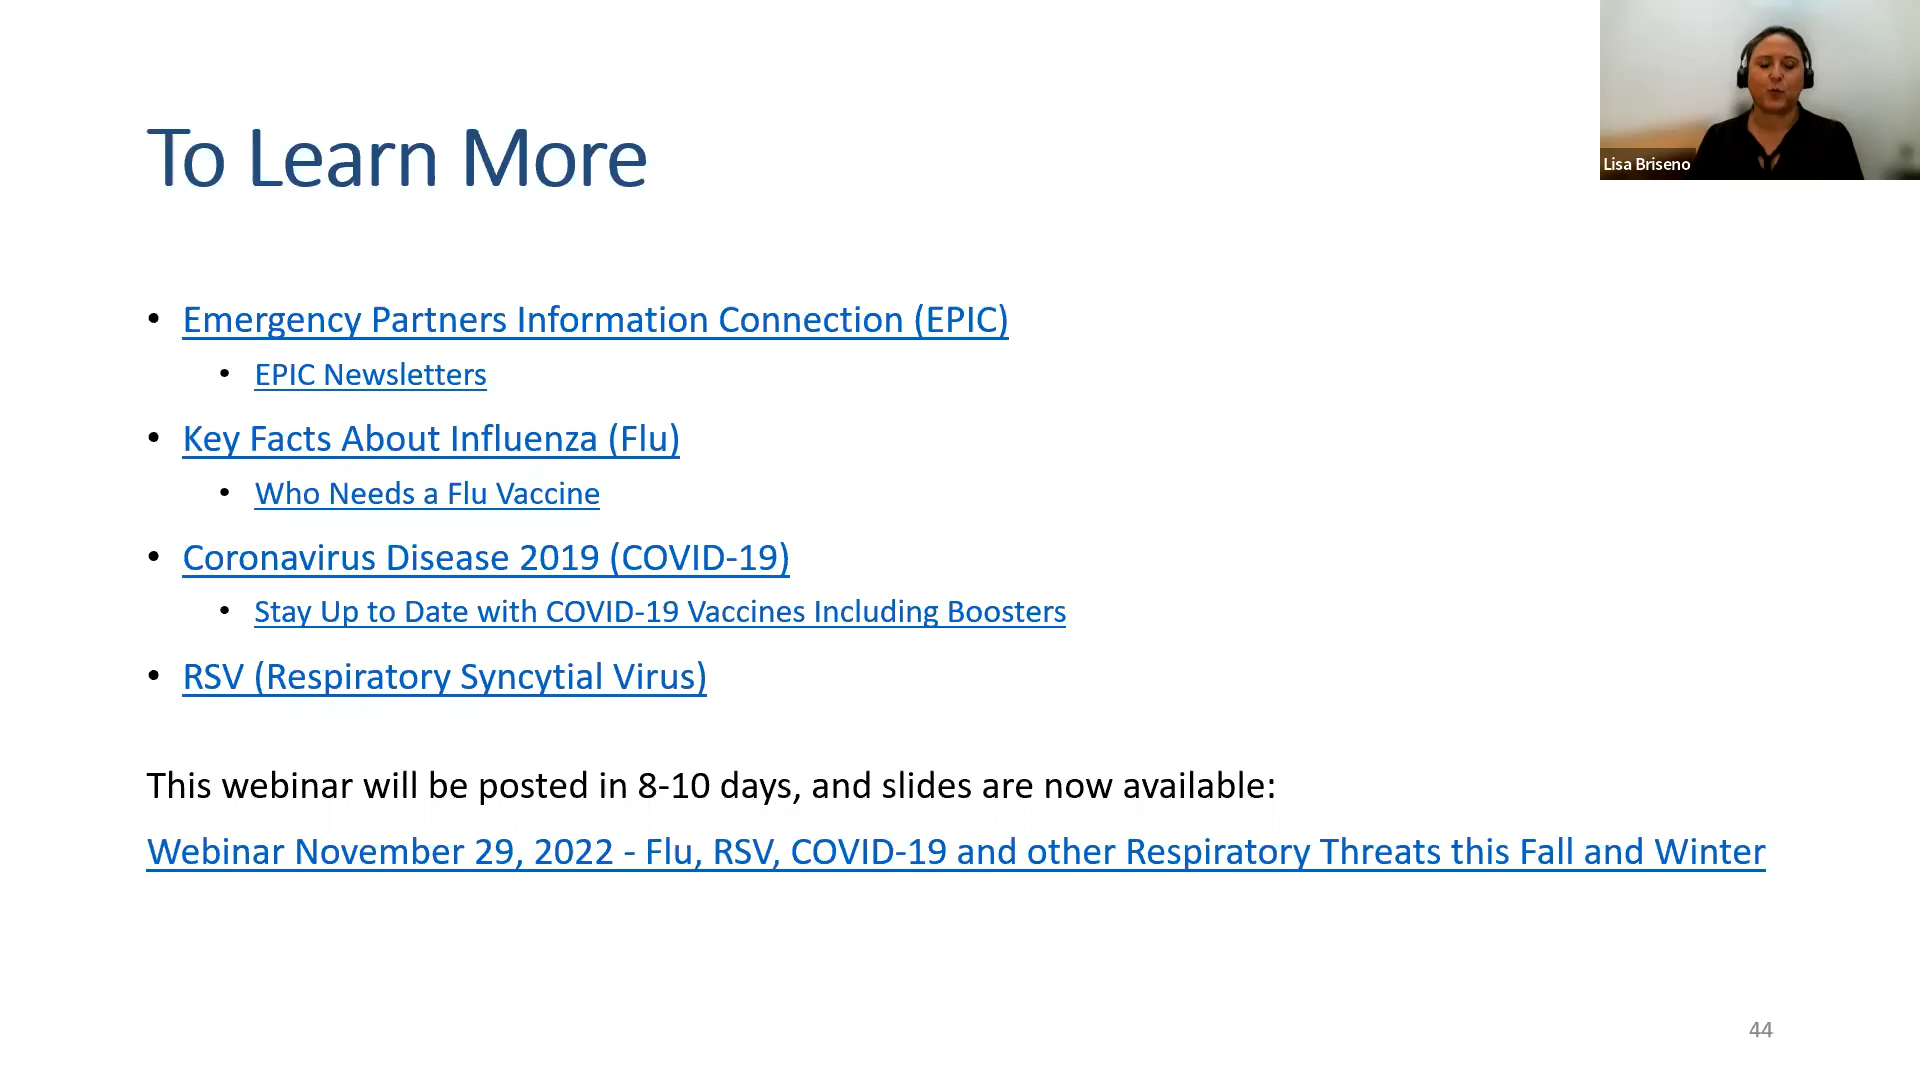 To Learn More
Lisa Briseno
• Emergency Partners Information Connection (EPIC)
• EPIC Newsletters
• Key Facts About Influenza (Flu)
• Who Needs a Flu Vaccine
• Coronavirus Disease 2019 (COVID-19)
• Stay Up to Date with COVID-19 Vaccines Including Boosters
• RSV (Respiratory Syncytial Virus)
This webinar will be posted in 8-10 days, and slides are now available:
Webinar November 29, 2022 - Flu, RSV, COVID-19 and other Respiratory Threats this Fall and Winter
44